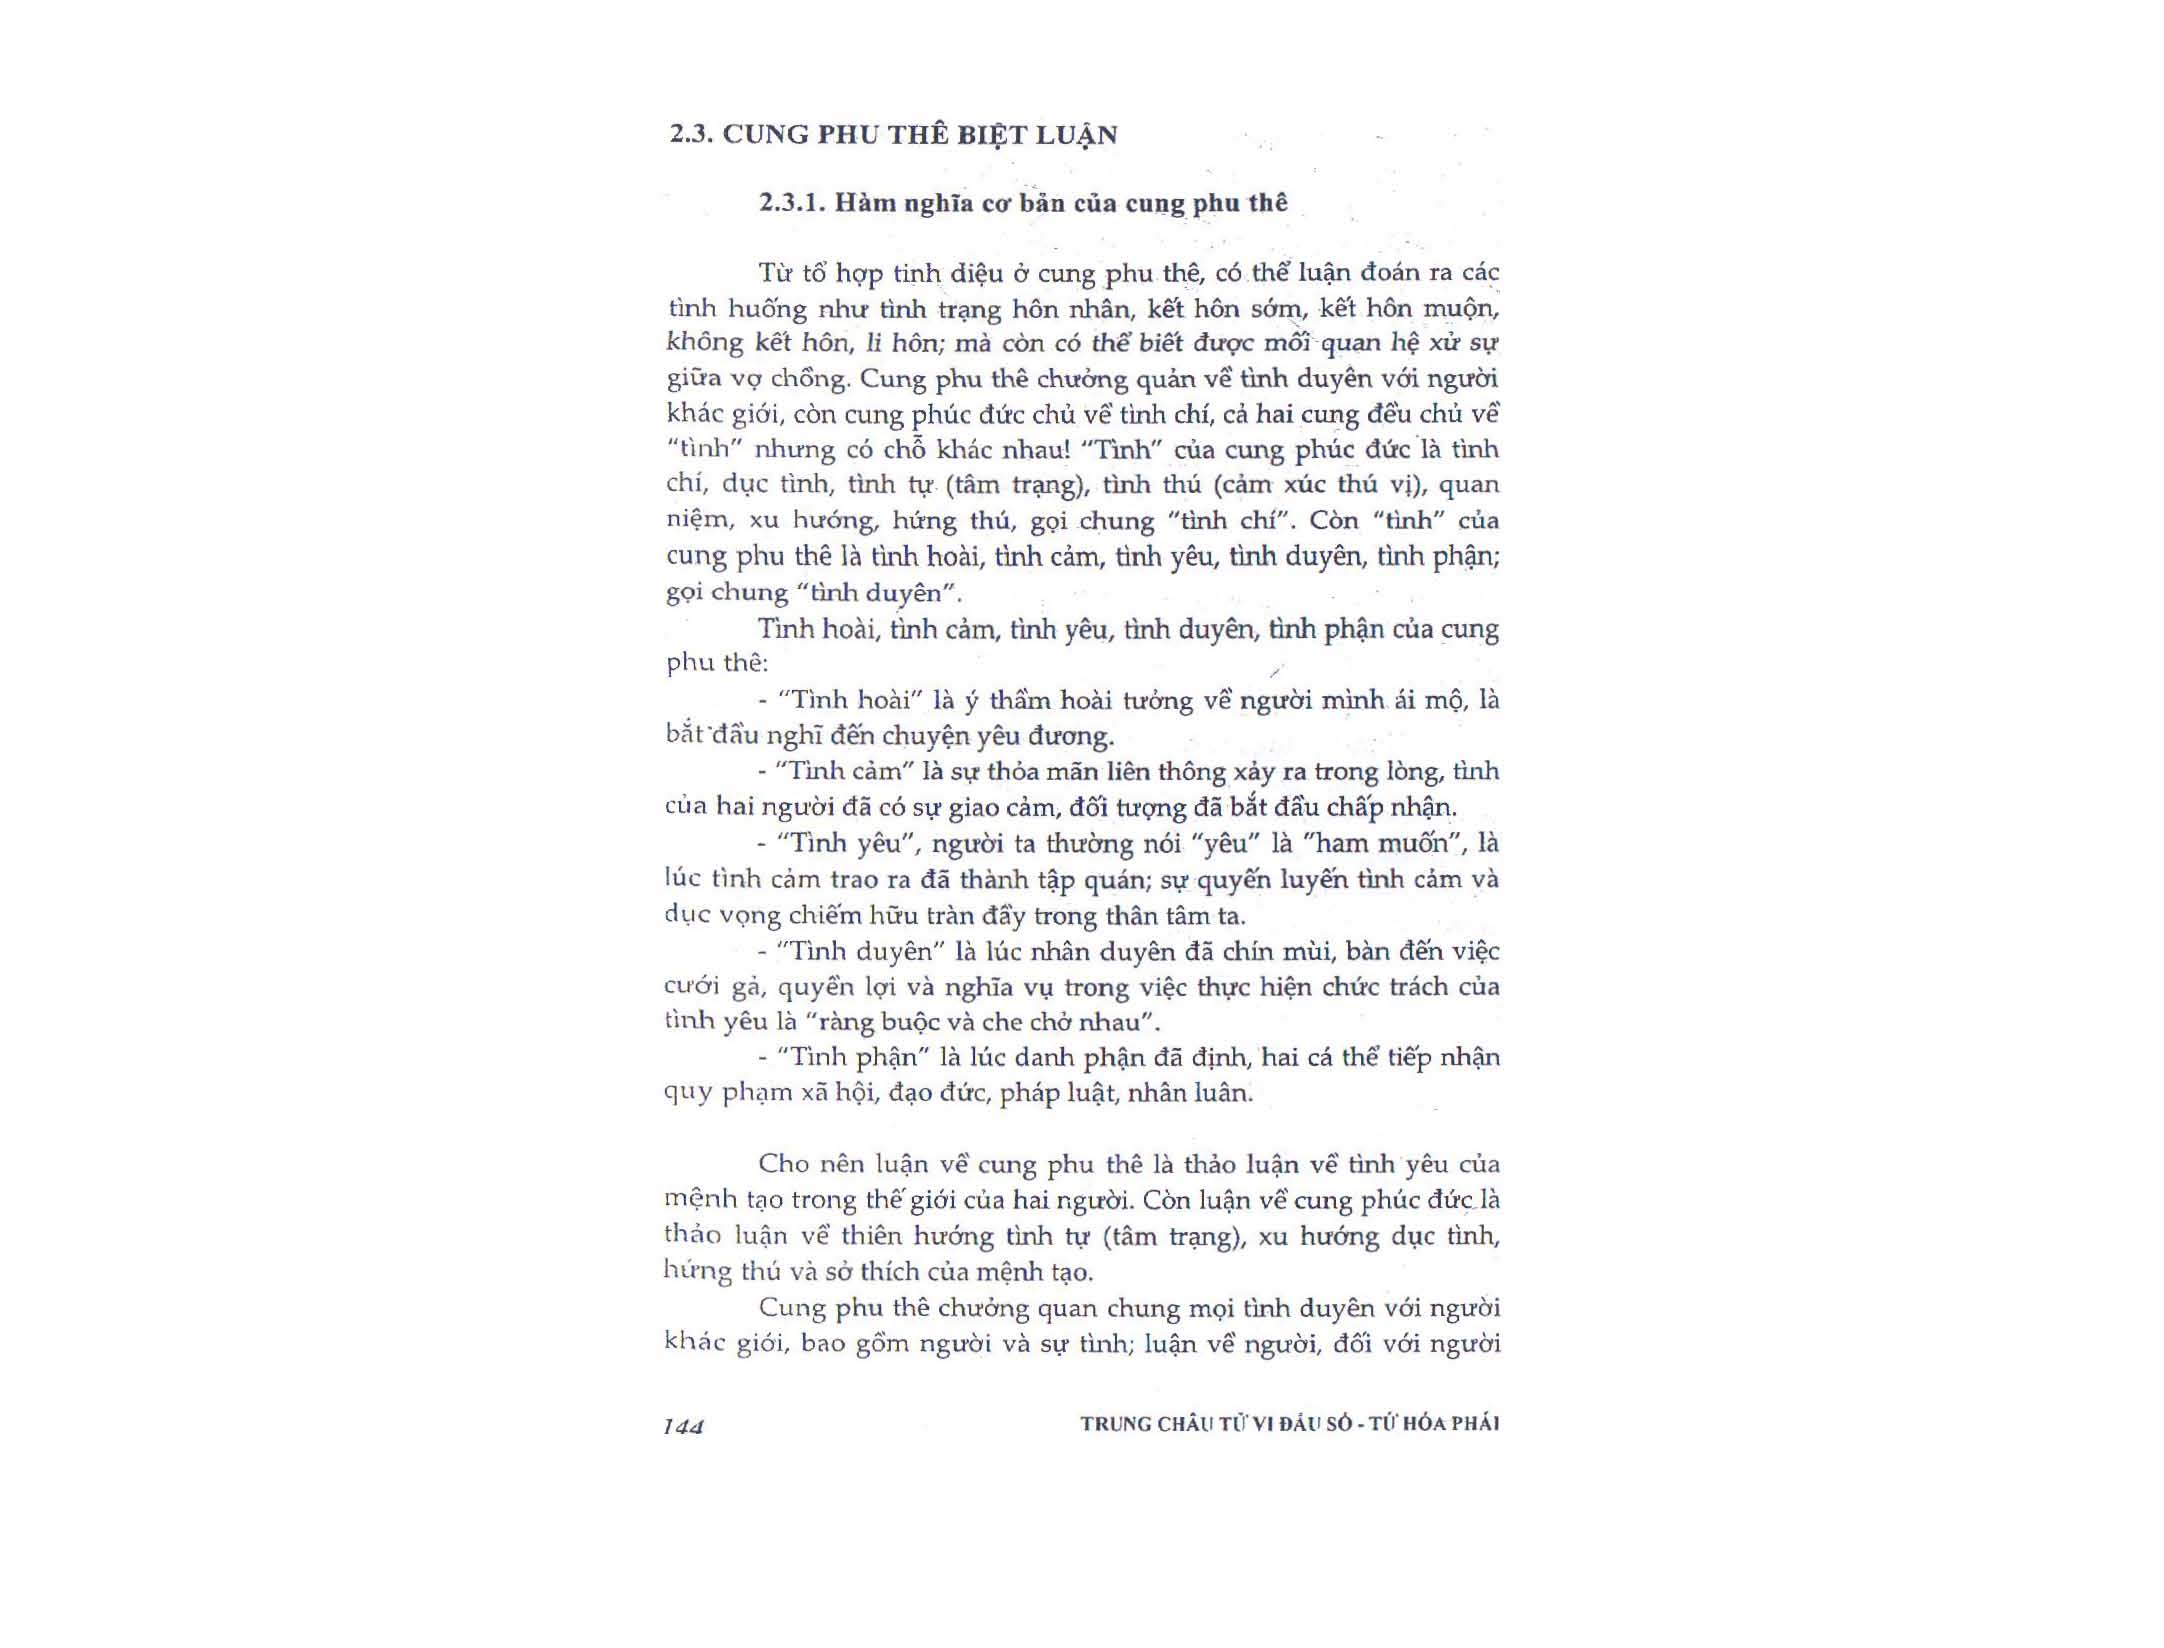 2.3. CUNG PHU THÊ BIỆT LUẬN
2.3.1. Hàm nghĩa cơ bản của cung phu thê
Từ tổ hợp tinh diệu ở cung phu thê, có thể luận đoán ra các
tình huống như tình trạng hôn nhân, kết hôn sớm, kết hôn muộn,
không kết hôn, li hôn; mà còn có thể biết được mối quan hệ xử sự
giữa vợ chồng. Cung phu thê chưởng quản về tình duyên với người
khác giới, còn cung phúc đức chủ về tình chí, cả hai cung đều chủ về
"tình" nhưng có chỗ khác nhau! "Tình" của cung phúc đức là tình
chí, dục tình, tình tự (tâm trạng), tình thú (cảm xúc thú vị), quan
niệm, xu hướng, hứng thú, gọi chung "tình chí". Còn "tình" của
cung phu thê là tình hoài, tình cảm, tình yêu, tình duyên, tình phận;
gọi chung "tình duyên".
Tình hoài, tình cảm, tình yêu, tình duyên, tình phận của cung
phu thê:
- "Tình hoài" là ý thầm hoài tưởng về người mình ái mộ, là
bắt đầu nghĩ đến chuyện yêu đương.
- "Tình cảm" là sự thỏa mãn liên thông xảy ra trong lòng, tình
của hai người đã có sự giao cảm, đối tượng đã bắt đầu chấp nhận.
- "Tình yêu", người ta thường nói "yêu" là "ham muốn", là
lúc tình cảm trao ra đã thành tập quán; sự quyến luyến tình cảm và
dục vọng chiếm hữu tràn đầy trong thân tâm ta.
- "Tình duyên" là lúc nhân duyên đã chín mùi, bàn đến việc
cưới gả, quyền lợi và nghĩa vụ trong việc thực hiện chức trách của
tình yêu là "ràng buộc và che chở nhau".
- "Tình phận" là lúc danh phận đã định, hai cá thể tiếp nhận
quy phạm xã hội, đạo đức, pháp luật, nhân luân.
Cho nên luận về cung phu thê là thảo luận về tình yêu của
mệnh tạo trong thế giới của hai người. Còn luận về cung phúc đức là
thảo luận về thiên hướng tình tự (tâm trạng), xu hướng dục tình,
hứng thú và sở thích của mệnh tạo.
Cung phu thê chưởng quan chung mọi tình duyên với người
khác giới, bao gồm người và sự tình; luận về người, đối với người
144 TRUNG CHÂU TỬ VI ĐẨU SỐ - TỨ HÓA PHÁI